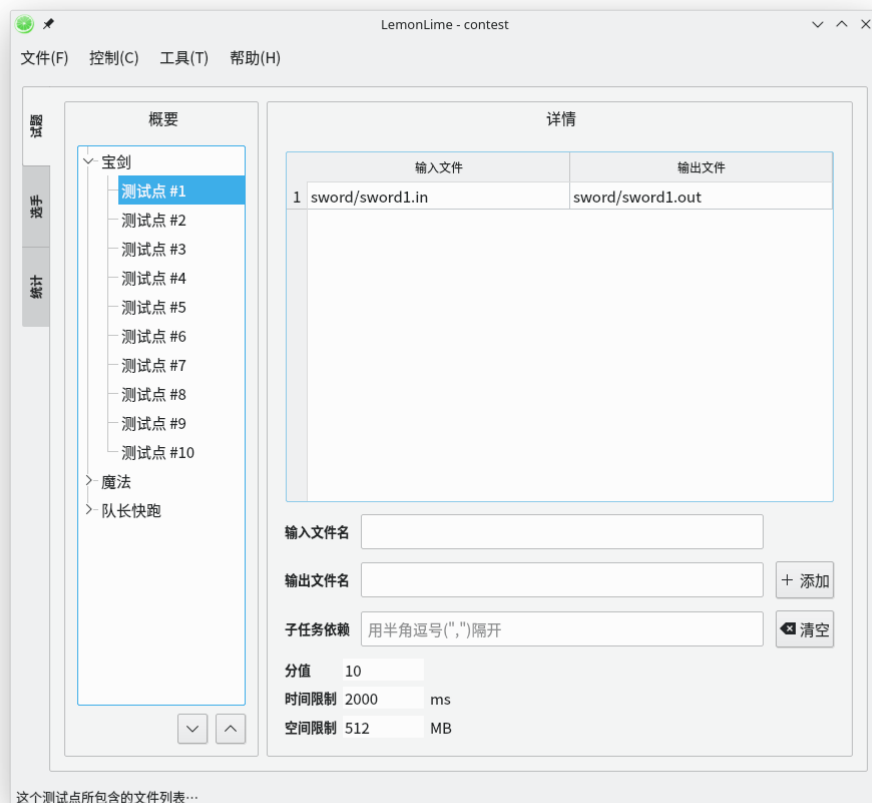 LemonLime - contest
文件(F) 控制(C) 工具(T) 帮助(H)
试题
选手
统计
概要
宝剑
测试点 #1
测试点 #2
测试点 #3
测试点 #4
测试点 #5
测试点 #6
测试点 #7
测试点 #8
测试点 #9
测试点 #10
魔法
队长快跑
详情
输入文件 输出文件
1 sword/sword1.in sword/sword1.out
输入文件名
输出文件名 + 添加
子任务依赖 用半角逗号(",")隔开 清空
分值 10
时间限制 2000 ms
空间限制 512 MB
这个测试点所包含的文件列表…